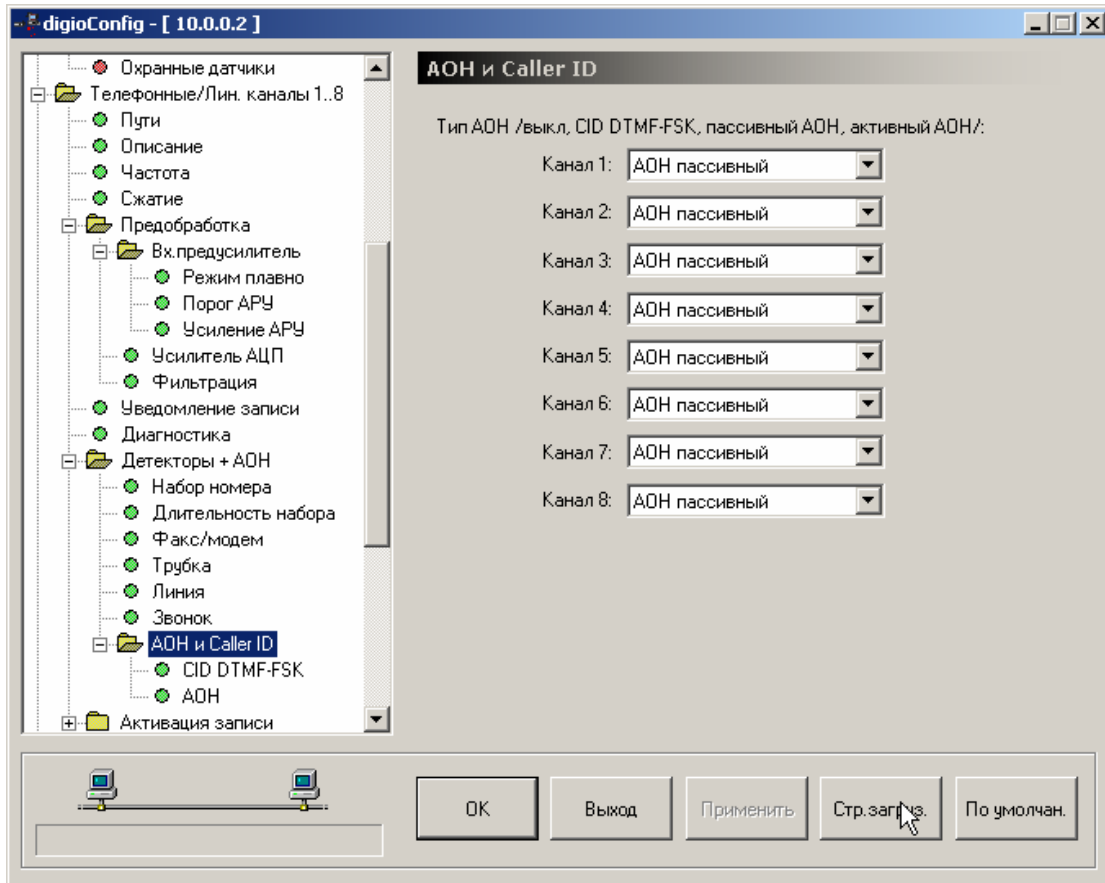 digioConfig - [ 10.0.0.2 ]
Охранные датчики
Телефонные/Лин. каналы 1..8
Пути
Описание
Частота
Сжатие
Предобработка
Вх.предусилитель
Режим плавно
Порог АРУ
Усиление АРУ
Усилитель АЦП
Фильтрация
Уведомление записи
Диагностика
Детекторы + АОН
Набор номера
Длительность набора
Факс/модем
Трубка
Линия
Звонок
АОН и Caller ID
CID DTMF-FSK
АОН
Активация записи
АОН и Caller ID
Тип АОН /выкл, CID DTMF-FSK, пассивный АОН, активный АОН/:
Канал 1: АОН пассивный
Канал 2: АОН пассивный
Канал 3: АОН пассивный
Канал 4: АОН пассивный
Канал 5: АОН пассивный
Канал 6: АОН пассивный
Канал 7: АОН пассивный
Канал 8: АОН пассивный
OK
Выход
Применить
Стр.загруз.
По умолчан.